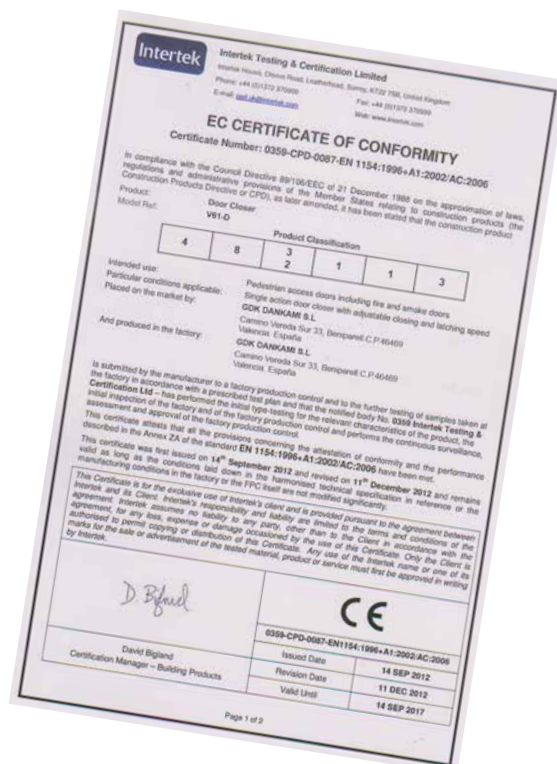 Intertek
Intertek Testing & Certification Limited
Intertek House, Cleeve Road, Leatherhead, Surrey, KT22 7SB, United Kingdom
Phone: +44 (0)1372 370900
Fax: +44 (0)1372 370999
E-mail:
Web: www.intertek.com
EC CERTIFICATE OF CONFORMITY
Certificate Number: 0359-CPD-0087-EN 1154:1996+A1:2002/AC:2006
In compliance with the Council Directive 89/106/EEC of 21 December 1988 on the approximation of laws,
regulations and administrative provisions of the Member States relating to construction products (the
Construction Products Directive or CPD), as later amended, it has been stated that the construction product
Product: Door Closer
Model Ref: V61-D
Product Classification
4 8 3 2 1 1 3
Intended use: Pedestrian access doors including fire and smoke doors
Particular conditions applicable: Single action door closer with adjustable closing and latching speed
Placed on the market by: GDK DANKAMI S.L
Camino Vereda Sur 33, Beniparrell C.P.46469
Valencia. España
And produced in the factory: GDK DANKAMI S.L
Camino Vereda Sur 33, Beniparrell C.P.46469
Valencia. España
Is submitted by the manufacturer to a factory production control and to the further testing of samples taken at
the factory in accordance with a prescribed test plan and that the notified body No. 0359 Intertek Testing &
Certification Ltd – has performed the initial type-testing for the relevant characteristics of the product, the
initial inspection of the factory and of the factory production control and performs the continuous surveillance,
assessment and approval of the factory production control.
This certificate attests that all the provisions concerning the attestation of conformity and the performance
described in the Annex ZA of the standard EN 1154:1996+A1:2002/AC:2006 have been met.
This certificate was first issued on 14th September 2012 and revised on 11th December 2012 and remains
valid as long as the conditions laid down in the harmonised technical specification in reference or the
manufacturing conditions in the factory or the FPC itself are not modified significantly.
This Certificate is for the exclusive use of Intertek's client and is provided pursuant to the agreement between
Intertek and its Client. Intertek's responsibility and liability are limited to the terms and conditions of the
agreement. Intertek assumes no liability to any party, other than to the Client in accordance with the
agreement, for any loss, expense or damage occasioned by the use of this Certificate. Only the Client is
authorised to permit copying or distribution of this Certificate. Any use of the Intertek name or one of its
marks for the sale or advertisement of the tested material, product or service must first be approved in writing
by Intertek.
CE
0359-CPD-0087-EN1154:1996+A1:2002/AC:2006
David Bigland
Certification Manager – Building Products
Issued Date 14 SEP 2012
Revision Date 11 DEC 2012
Valid Until 14 SEP 2017
Page 1 of 2